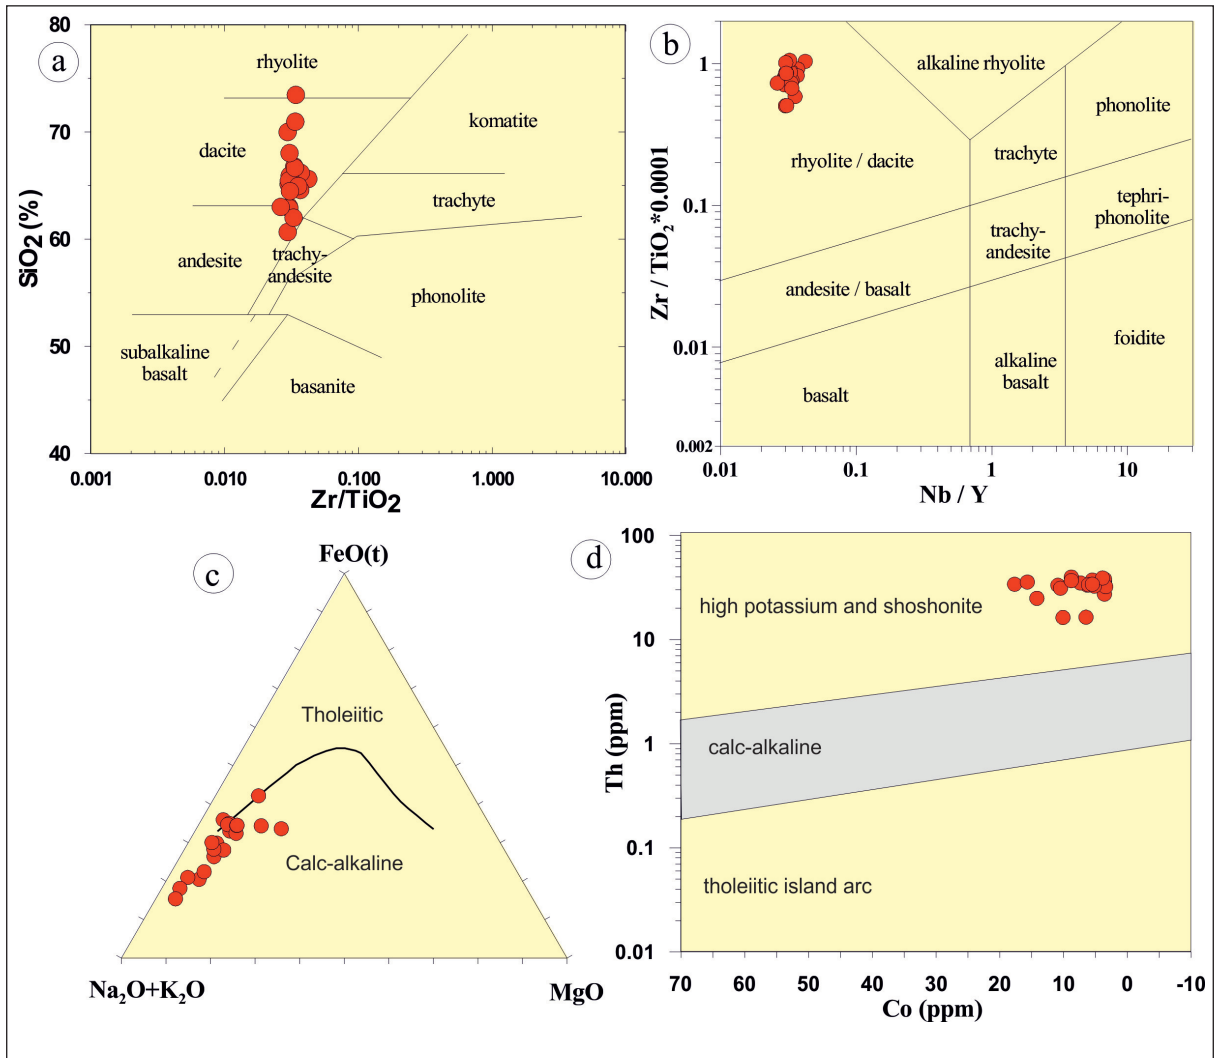 a
80
70
60
50
40
SiO2 (%)
rhyolite
komatite
dacite
trachyte
andesite
trachy-
andesite
phonolite
subalkaline
basalt
basanite
0.001
0.010
0.100
1.000
10.000
Zr/TiO2
b
1
0.1
0.01
0.002
Zr / TiO2*0.0001
alkaline rhyolite
phonolite
rhyolite / dacite
trachyte
tephri-
phonolite
trachy-
andesite
andesite / basalt
foidite
alkaline
basalt
basalt
0.01
0.1
1
10
Nb / Y
c
FeO(t)
Tholeiitic
Calc-alkaline
Na2O+K2O
MgO
d
100
10
1
0.1
0.01
Th (ppm)
high potassium and shoshonite
calc-alkaline
tholeiitic island arc
70
60
50
40
30
20
10
0
-10
Co (ppm)